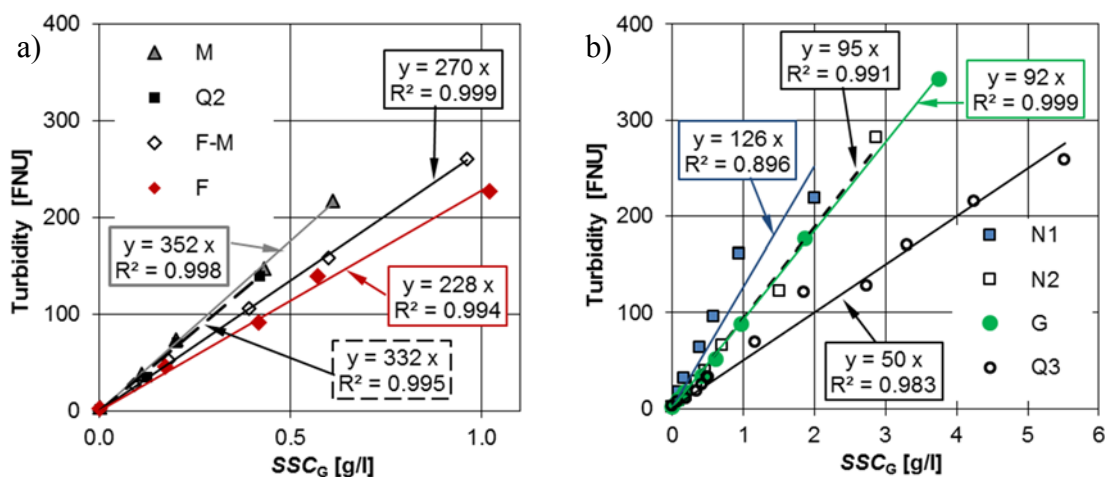 a)
400
300
200
100
0
Turbidity [FNU]
M
Q2
F-M
F
y = 270 x
R² = 0.999
y = 352 x
R² = 0.998
y = 228 x
R² = 0.994
y = 332 x
R² = 0.995
0.0 0.5 1.0
SSC_G [g/l]
b)
400
300
200
100
0
Turbidity [FNU]
y = 95 x
R² = 0.991
y = 92 x
R² = 0.999
y = 126 x
R² = 0.896
y = 50 x
R² = 0.983
N1
N2
G
Q3
0 1 2 3 4 5 6
SSC_G [g/l]